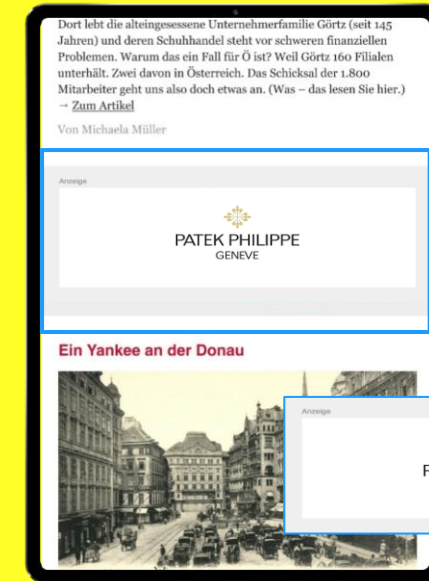 Dort lebt die alteingesessene Unternehmerfamilie Görtz (seit 145
Jahren) und deren Schuhhandel steht vor schweren finanziellen
Problemen. Warum das ein Fall für Ö ist? Weil Görtz 160 Filialen
unterhält. Zwei davon in Österreich. Das Schicksal der 1.800
Mitarbeiter geht uns also doch etwas an. (Was – das lesen Sie hier.)
→ Zum Artikel
Von Michaela Müller
Anzeige
PATEK PHILIPPE
GENEVE
Ein Yankee an der Donau
Anzeige
P